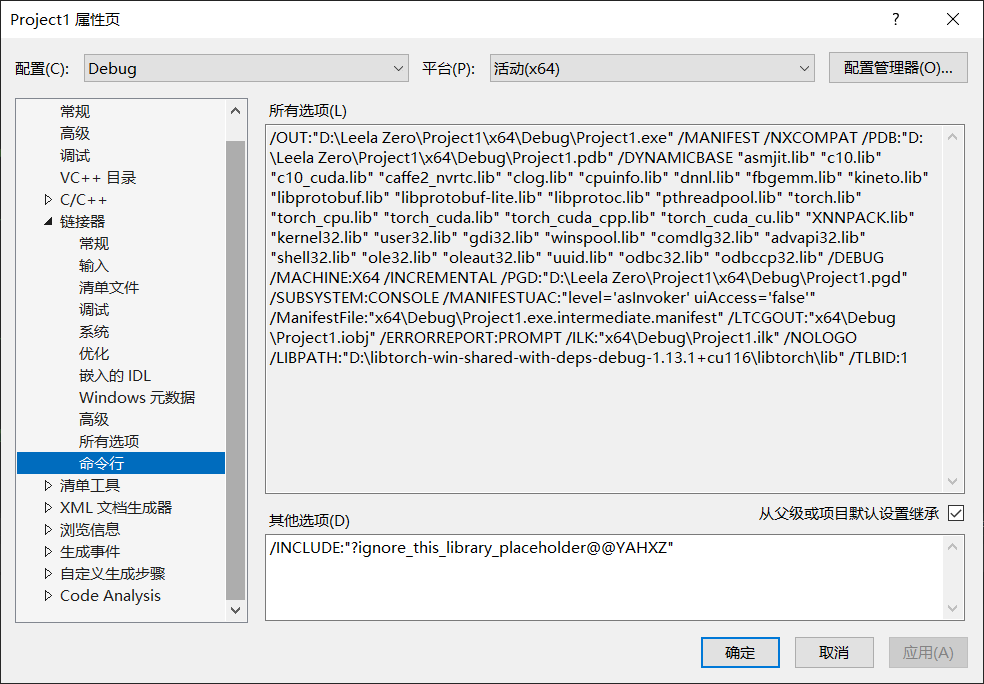 Project1 属性页
?
配置(C):
Debug
平台(P):
活动(x64)
配置管理器(O)...
常规
高级
调试
VC++ 目录
C/C++
链接器
常规
输入
清单文件
调试
系统
优化
嵌入的 IDL
Windows 元数据
高级
所有选项
命令行
清单工具
XML 文档生成器
浏览信息
生成事件
自定义生成步骤
Code Analysis
所有选项(L)
/OUT:"D:\Leela Zero\Project1\x64\Debug\Project1.exe" /MANIFEST /NXCOMPAT /PDB:"D:
\Leela Zero\Project1\x64\Debug\Project1.pdb" /DYNAMICBASE "asmjit.lib" "c10.lib"
"c10_cuda.lib" "caffe2_nvrtc.lib" "clog.lib" "cpuinfo.lib" "dnnl.lib" "fbgemm.lib" "kineto.lib"
"libprotobuf.lib" "libprotobuf-lite.lib" "libprotoc.lib" "pthreadpool.lib" "torch.lib"
"torch_cpu.lib" "torch_cuda.lib" "torch_cuda_cpp.lib" "torch_cuda_cu.lib" "XNNPACK.lib"
"kernel32.lib" "user32.lib" "gdi32.lib" "winspool.lib" "comdlg32.lib" "advapi32.lib"
"shell32.lib" "ole32.lib" "oleaut32.lib" "uuid.lib" "odbc32.lib" "odbccp32.lib" /DEBUG
/MACHINE:X64 /INCREMENTAL /PGD:"D:\Leela Zero\Project1\x64\Debug\Project1.pgd"
/SUBSYSTEM:CONSOLE /MANIFESTUAC:"level='asInvoker' uiAccess='false'"
/ManifestFile:"x64\Debug\Project1.exe.intermediate.manifest" /LTCGOUT:"x64\Debug
\Project1.iobj" /ERRORREPORT:PROMPT /ILK:"x64\Debug\Project1.ilk" /NOLOGO
/LIBPATH:"D:\libtorch-win-shared-with-deps-debug-1.13.1+cu116\libtorch\lib" /TLBID:1
其他选项(D)
从父级或项目默认设置继承
/INCLUDE:"?ignore_this_library_placeholder@@YAHXZ"
确定
取消
应用(A)